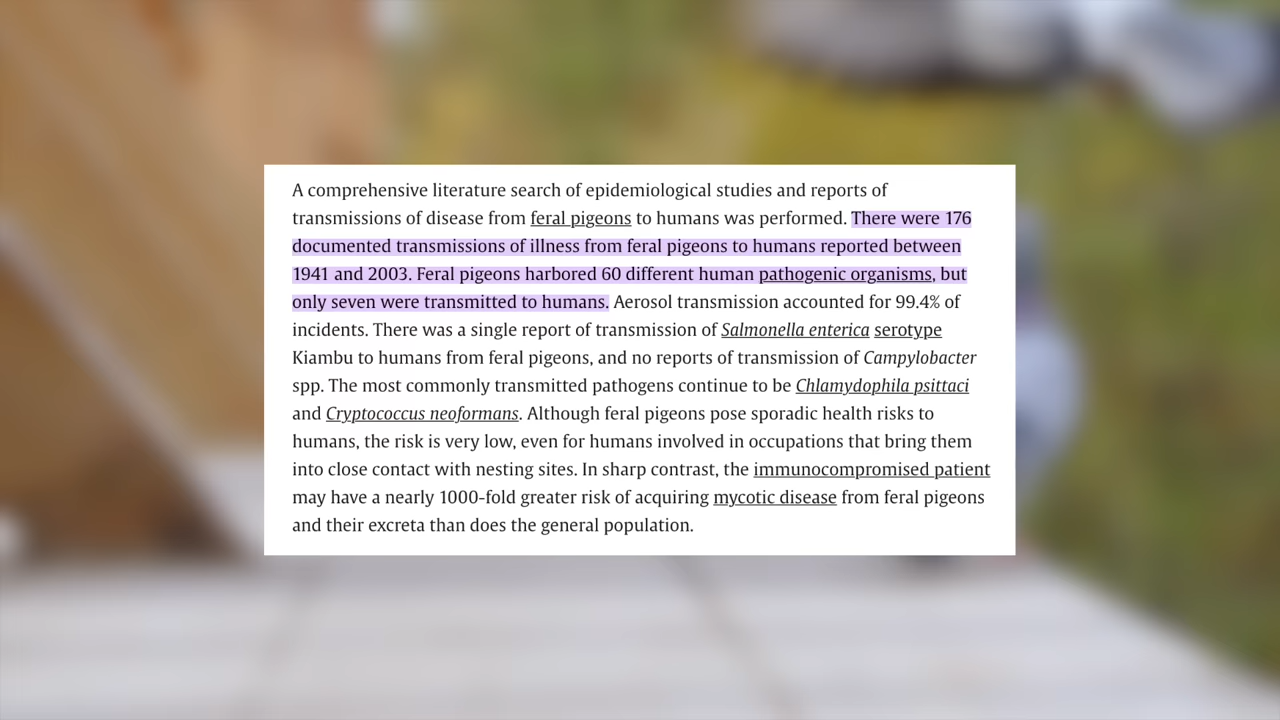 A comprehensive literature search of epidemiological studies and reports of
transmissions of disease from feral pigeons to humans was performed. There were 176
documented transmissions of illness from feral pigeons to humans reported between
1941 and 2003. Feral pigeons harbored 60 different human pathogenic organisms, but
only seven were transmitted to humans. Aerosol transmission accounted for 99.4% of
incidents. There was a single report of transmission of Salmonella enterica serotype
Kiambu to humans from feral pigeons, and no reports of transmission of Campylobacter
spp. The most commonly transmitted pathogens continue to be Chlamydophila psittaci
and Cryptococcus neoformans. Although feral pigeons pose sporadic health risks to
humans, the risk is very low, even for humans involved in occupations that bring them
into close contact with nesting sites. In sharp contrast, the immunocompromised patient
may have a nearly 1000-fold greater risk of acquiring mycotic disease from feral pigeons
and their excreta than does the general population.